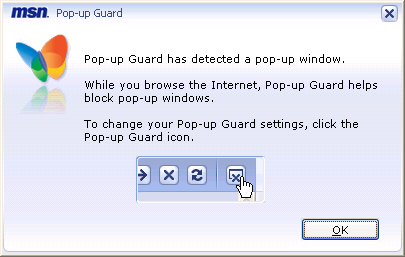 msn Pop-up Guard
Pop-up Guard has detected a pop-up window.
While you browse the Internet, Pop-up Guard helps
block pop-up windows.
To change your Pop-up Guard settings, click the
Pop-up Guard icon.
OK